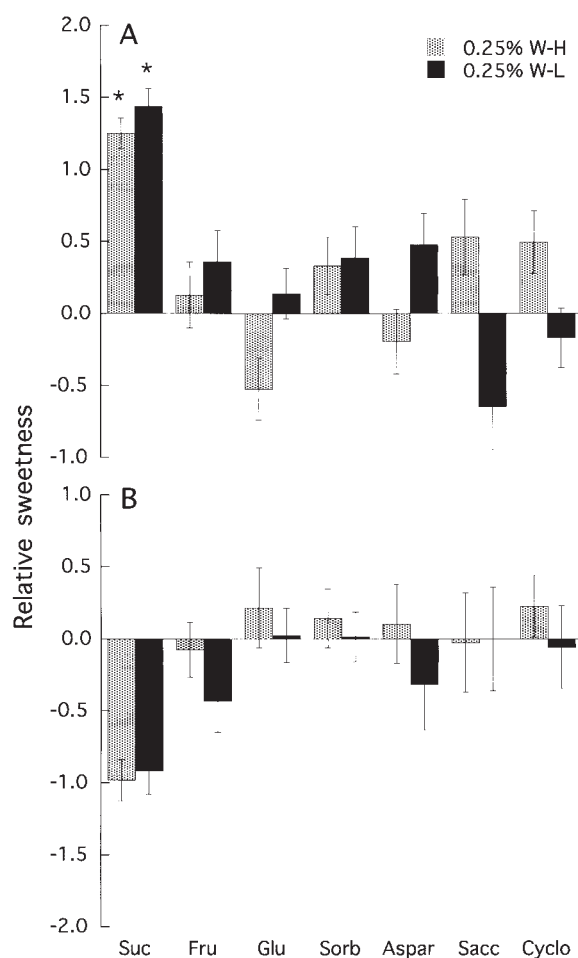 2.0
A
0.25% W-H
0.25% W-L
1.5
*
*
1.0
0.5
0.0
-0.5
-1.0
Relative sweetness
1.0
B
0.5
0.0
-0.5
-1.0
-1.5
-2.0
Suc Fru Glu Sorb Aspar Sacc Cyclo